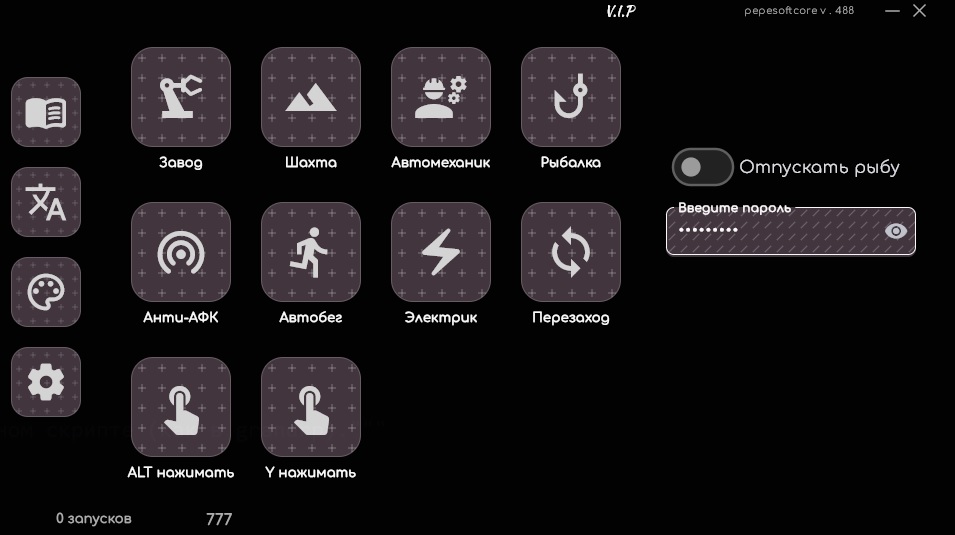 V.I.P
pepesoftcore v . 488
Завод
Шахта
Автомеханик
Рыбалка
Отпускать рыбу
Введите пароль
•••••••••
Анти-АФК
Автобег
Электрик
Перезаход
ALT нажимать
Y нажимать
0 запусков
777